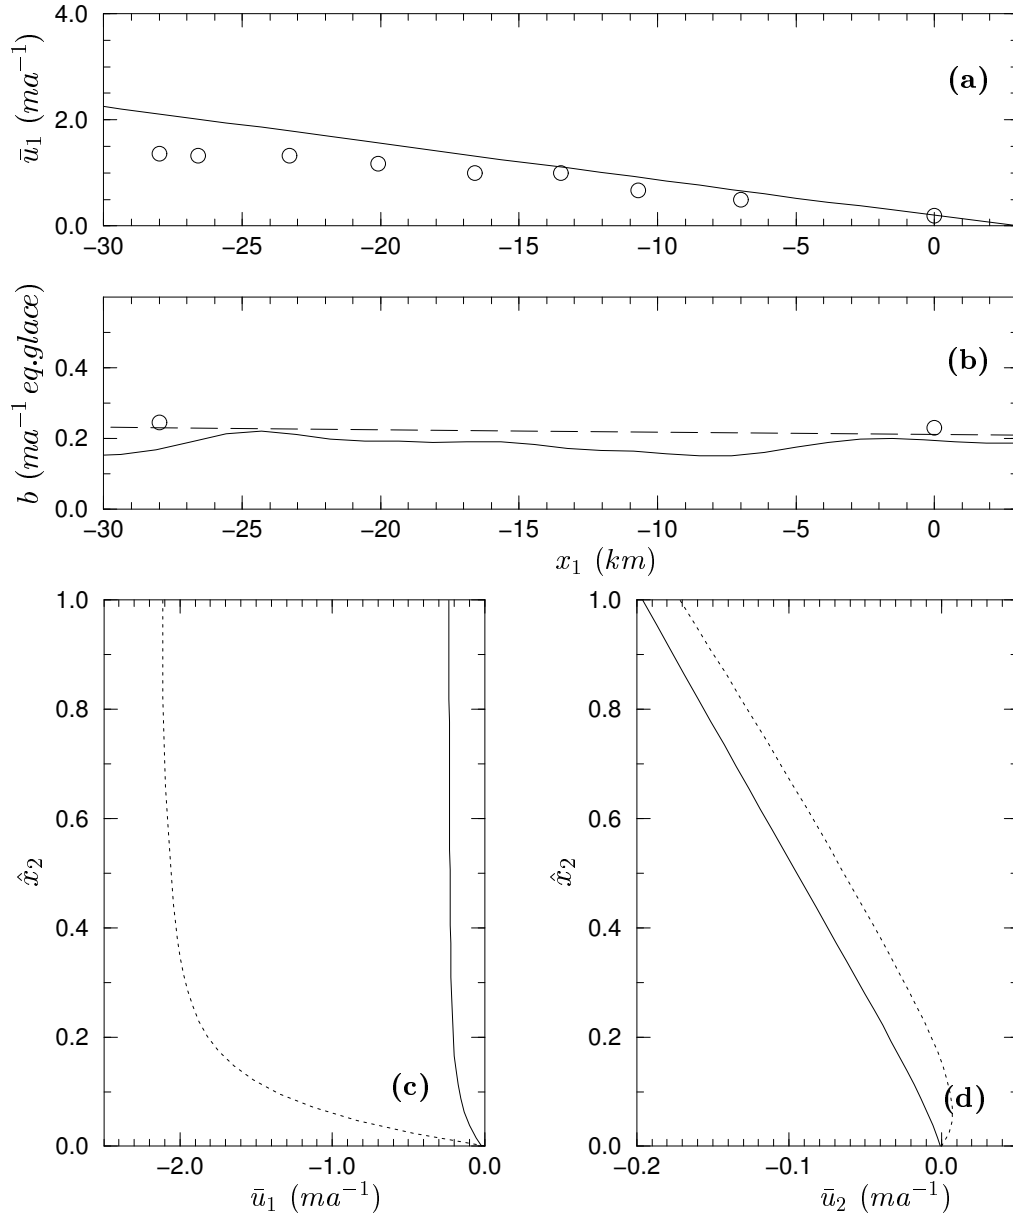 4.0
ū₁ (ma⁻¹)
(a)
2.0
0.0
−30 −25 −20 −15 −10 −5 0
b (ma⁻¹ eq.glace)
(b)
0.4
0.2
0.0
−30 −25 −20 −15 −10 −5 0
x₁ (km)
1.0
0.8
0.6
x̂₂
0.4
0.2
(c)
0.0
−2.0 −1.0 0.0
ū₁ (ma⁻¹)
1.0
0.8
0.6
x̂₂
0.4
0.2
(d)
0.0
−0.2 −0.1 0.0
ū₂ (ma⁻¹)